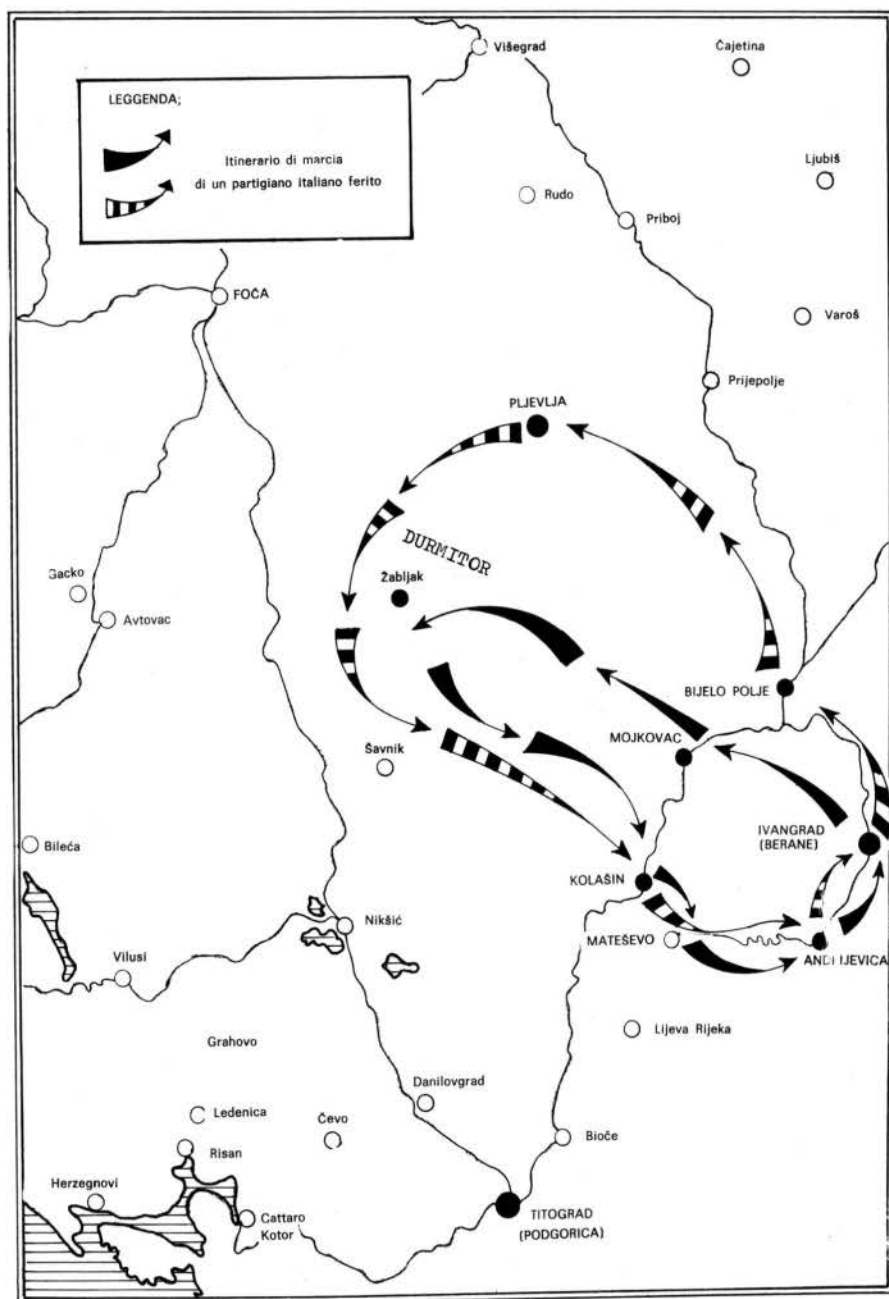 Višegrad
Čajetina
LEGGENDA;
Itinerario di marcia
di un partigiano italiano ferito
Ljubiš
Rudo
Priboj
FOČA
Varoš
Prijepolje
PLJEVLJA
DURMITOR
Žabljak
Gacko
Avtovac
BIJELO POLJE
MOJKOVAC
Šavnik
IVANGRAD
(BERANE)
Bileća
KOLAŠIN
Nikšić
MATEŠEVO
Vilusi
Lijeva Rijeka
Grahovo
Danilovgrad
Ledenica
Čevo
Bioče
Risan
Herzegnovi
Cattaro
Kotor
TITOGRAD
(PODGORICA)